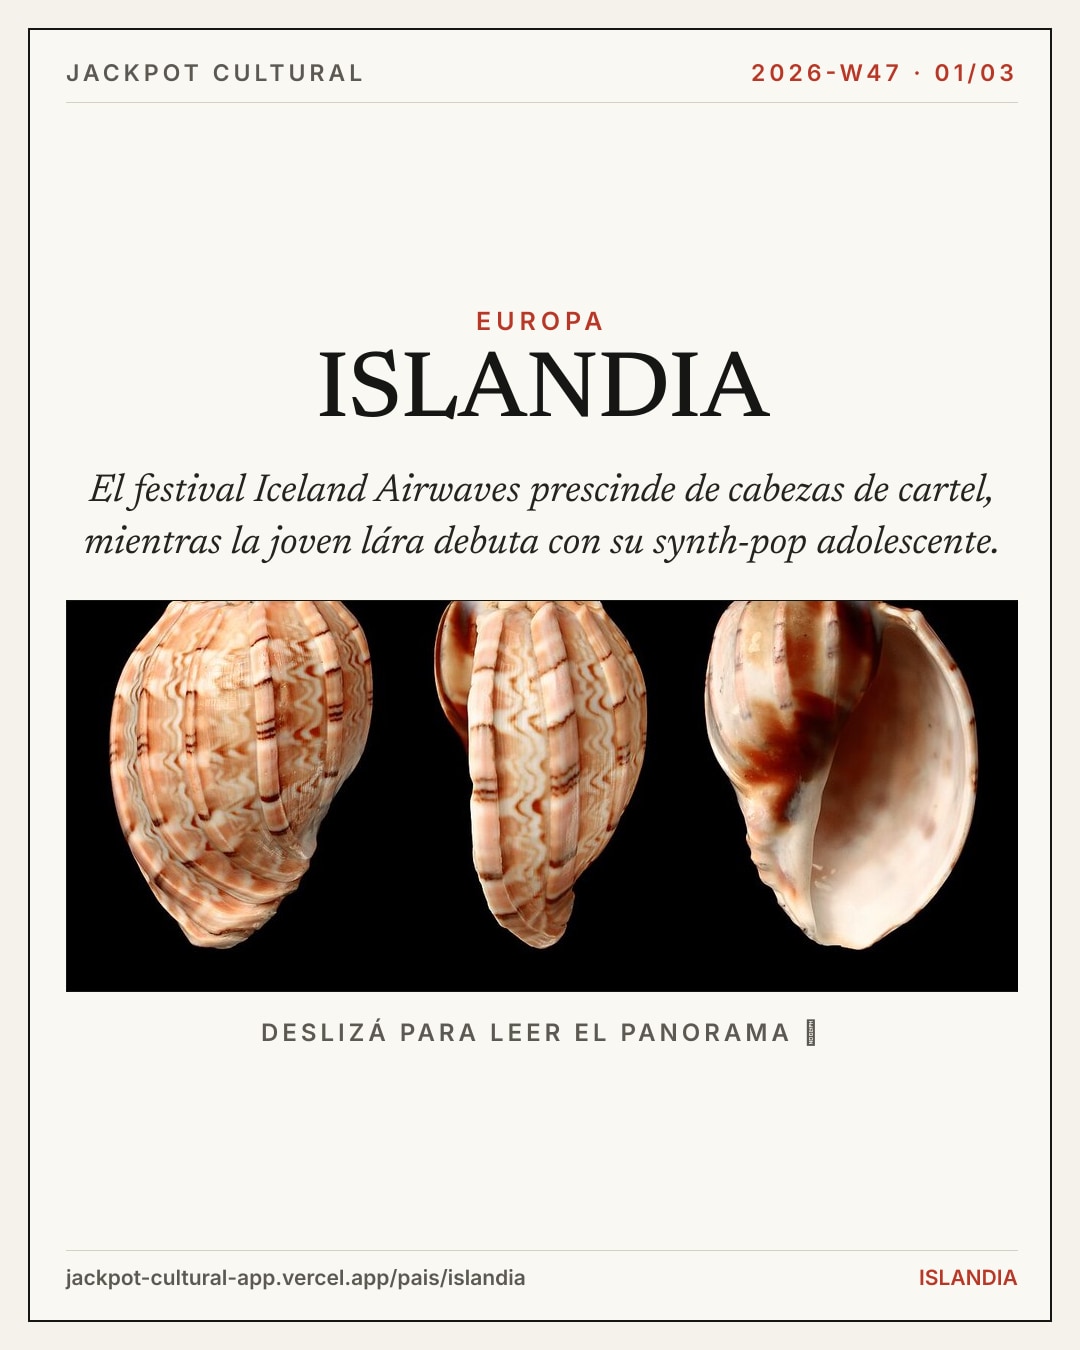 JACKPOT CULTURAL
2026-W47 · 01/03
EUROPA
ISLANDIA
El festival Iceland Airwaves prescinde de cabezas de cartel,
mientras la joven lára debuta con su synth-pop adolescente.
DESLIZÁ PARA LEER EL PANORAMA
jackpot-cultural-app.vercel.app/pais/islandia
ISLANDIA